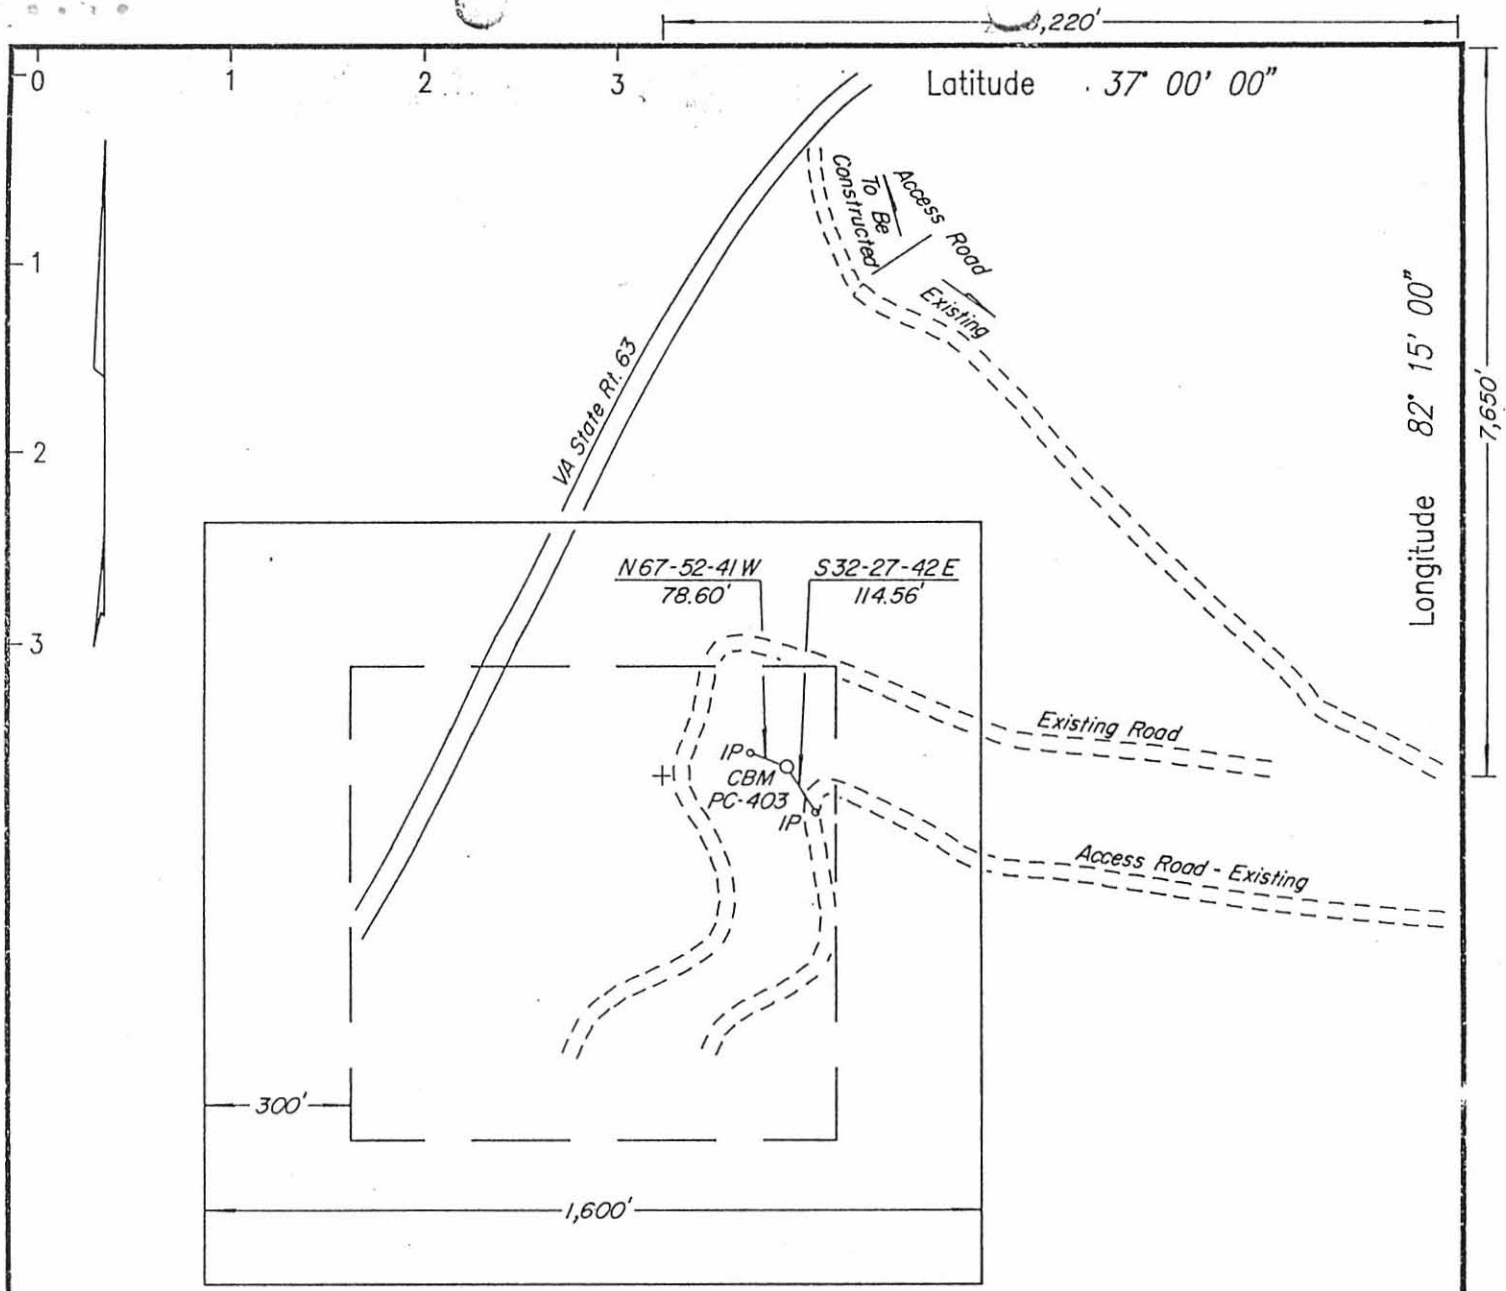 0 1 2 3
1
2
3
Latitude 37° 00' 00"
Longitude 82° 15' 00"
7,650'
Access Road
To Be
Constructed
Existing
VA State Rt. 63
N67-52-41W
78.60'
S32-27-42E
114.56'
Existing Road
IP
CBM
PC-403
IP
Access Road - Existing
300'
1,600'